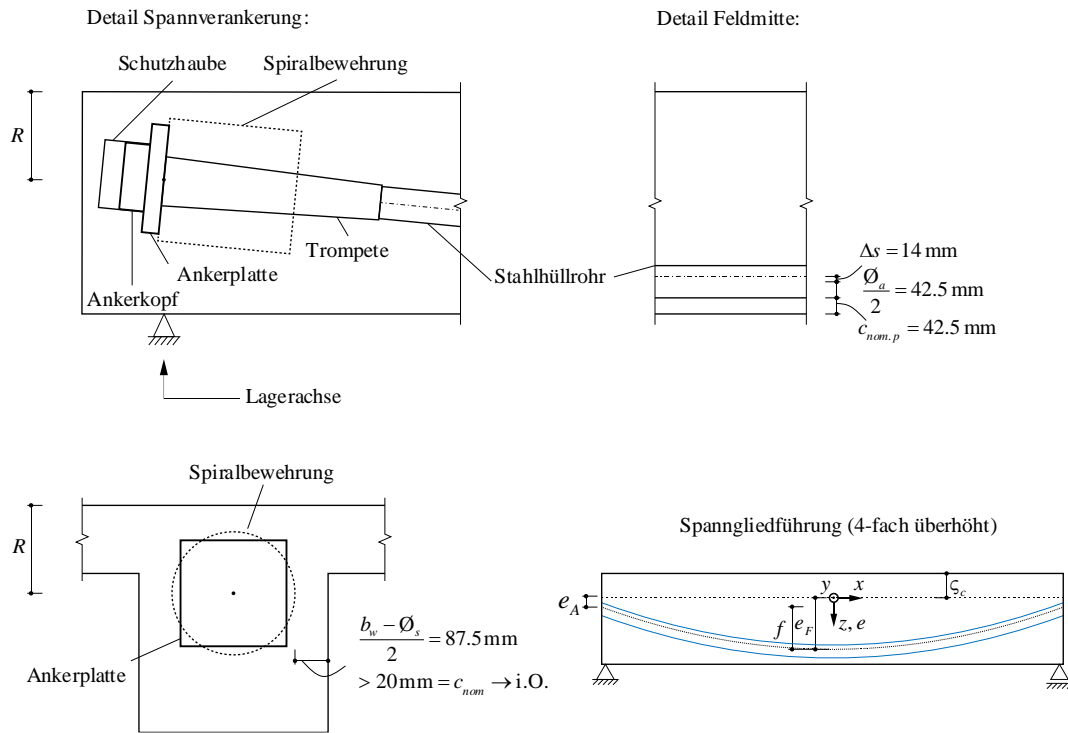 Detail Spannverankerung:
Detail Feldmitte:
Schutzhaube
Spiralbewehrung
R
Trompete
Ankerplatte
Ankerkopf
Stahlhüllrohr
Δs = 14 mm
Ø_a/2 = 42.5 mm
c_nom.p = 42.5 mm
Lagerachse
Spiralbewehrung
R
Ankerplatte
(b_w − Ø_s)/2 = 87.5 mm
> 20 mm = c_nom → i.O.
Spanngliedführung (4-fach überhöht)
e_A
y
x
ς_c
f
e_F
z, e